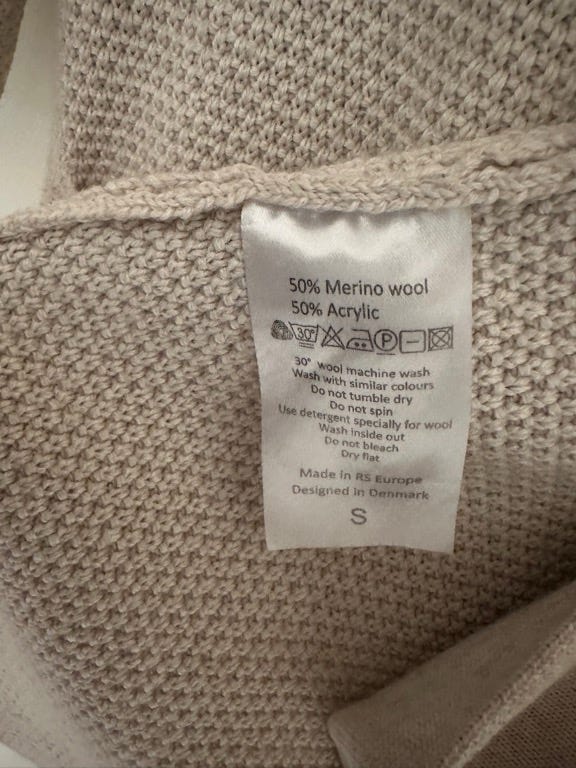 50% Merino wool
50% Acrylic
30°
P
30° wool machine wash
Wash with similar colours
Do not tumble dry
Do not spin
Use detergent specially for wool
Wash inside out
Do not bleach
Dry flat
Made in RS Europe
Designed in Denmark
S